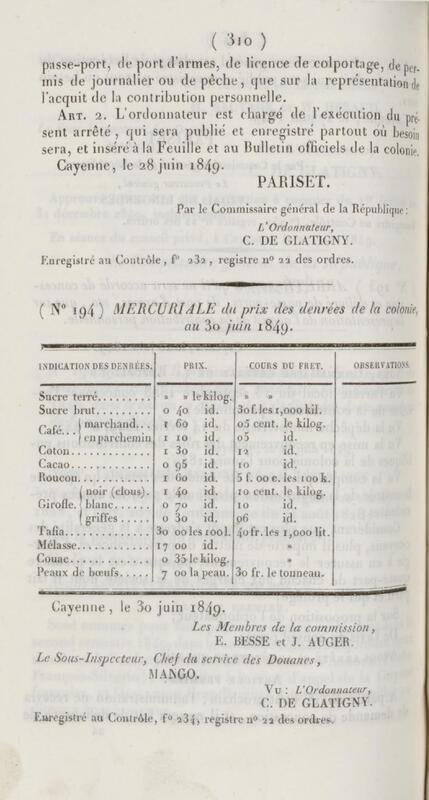 ( 310 )
passe-port, de port d'armes, de licence de colportage, de per-
mis de journalier ou de pêche, que sur la représentation de
l'acquit de la contribution personnelle.
ART. 2. L'ordonnateur est chargé de l'exécution du pré-
sent arrêté, qui sera publié et enregistré partout où besoin
sera, et inséré à la Feuille et au Bulletin officiels de la colonie.
Cayenne, le 28 juin 1849.
PARISET.
Par le Commissaire général de la République :
L'Ordonnateur,
C. DE GLATIGNY.
Enregistré au Contrôle, f° 232, registre n° 22 des ordres.
( N° 194 ) MERCURIALE du prix des denrées de la colonie,
au 30 juin 1849.
INDICATION DES DENRÉES. PRIX. COURS DU FRET. OBSERVATIONS.
Sucre terré......... » » le kilog. » »
Sucre brut......... 0 40 id. 30 f. les 1,000 kil.
Café... { marchand... 1 60 id. 05 cent. le kilog.
{ en parchemin 1 10 id. 05 id.
Coton.............. 1 30 id. 12 id.
Cacao.............. 0 95 id. 10 id.
Roucou............. 1 60 id. 5 f. 00 c. les 100 k.
Girofle. { noir (clous). 1 40 id. 10 cent. le kilog.
{ blanc...... 0 70 id. 10 id.
{ griffes..... 0 30 id. 06 id.
Tafia.............. 30 00 les 100 l. 40 fr. les 1,000 lit.
Mélasse............ 17 00 id. »
Couac.............. 0 35 le kilog. »
Peaux de bœufs..... 7 00 la peau. 30 fr. le tonneau.
Cayenne, le 30 juin 1849.
Les Membres de la commission,
E. BESSE et J. AUGER.
Le Sous-Inspecteur, Chef du service des Douanes,
MANGO.
VU : L'Ordonnateur,
C. DE GLATIGNY.
Enregistré au Contrôle, f° 234, registre n° 22 des ordres.